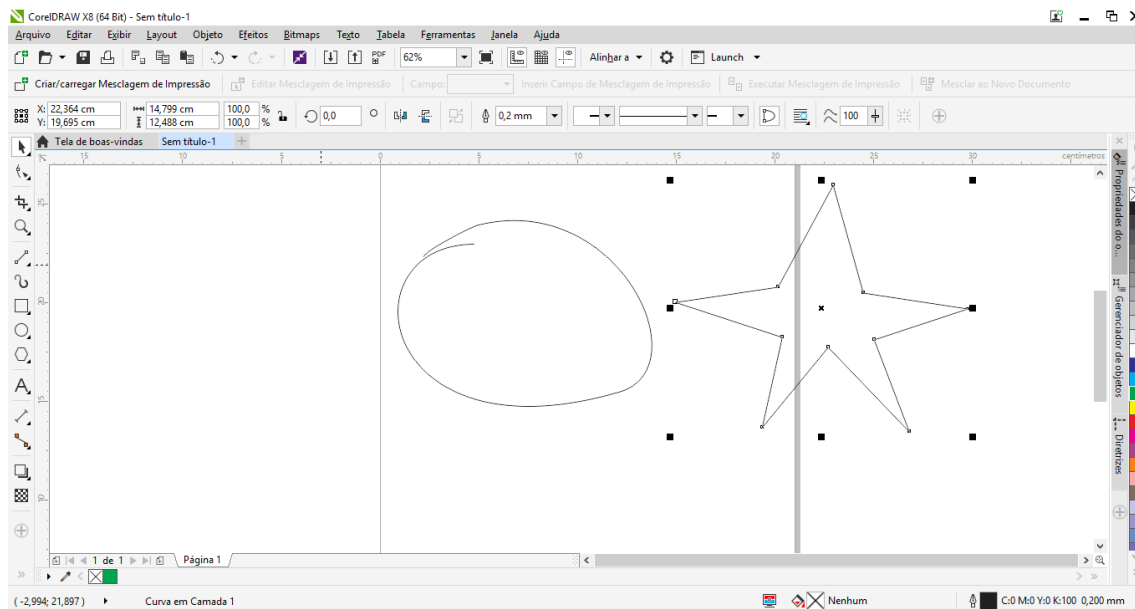 CorelDRAW X8 (64 Bit) - Sem título-1
Arquivo Editar Exibir Layout Objeto Efeitos Bitmaps Texto Tabela Ferramentas Janela Ajuda
PDF 62% Alinhar a Launch
Criar/carregar Mesclagem de Impressão Editar Mesclagem de Impressão Campo: Inserir Campo de Mesclagem de Impressão Executar Mesclagem de Impressão Mesclar ao Novo Documento
X: 22,364 cm 14,799 cm 100,0 % 0,0 ° 0,2 mm 100
Y: 19,695 cm 12,488 cm 100,0 %
Tela de boas-vindas Sem título-1
15 10 5 0 5 10 15 20 25 30 centímetros
25
20
15
10
Propriedades do o...
Gerenciador de objetos
Diretrizes
1 de 1 Página 1
( -2,994; 21,897 ) Curva em Camada 1 Nenhum C:0 M:0 Y:0 K:100 0,200 mm